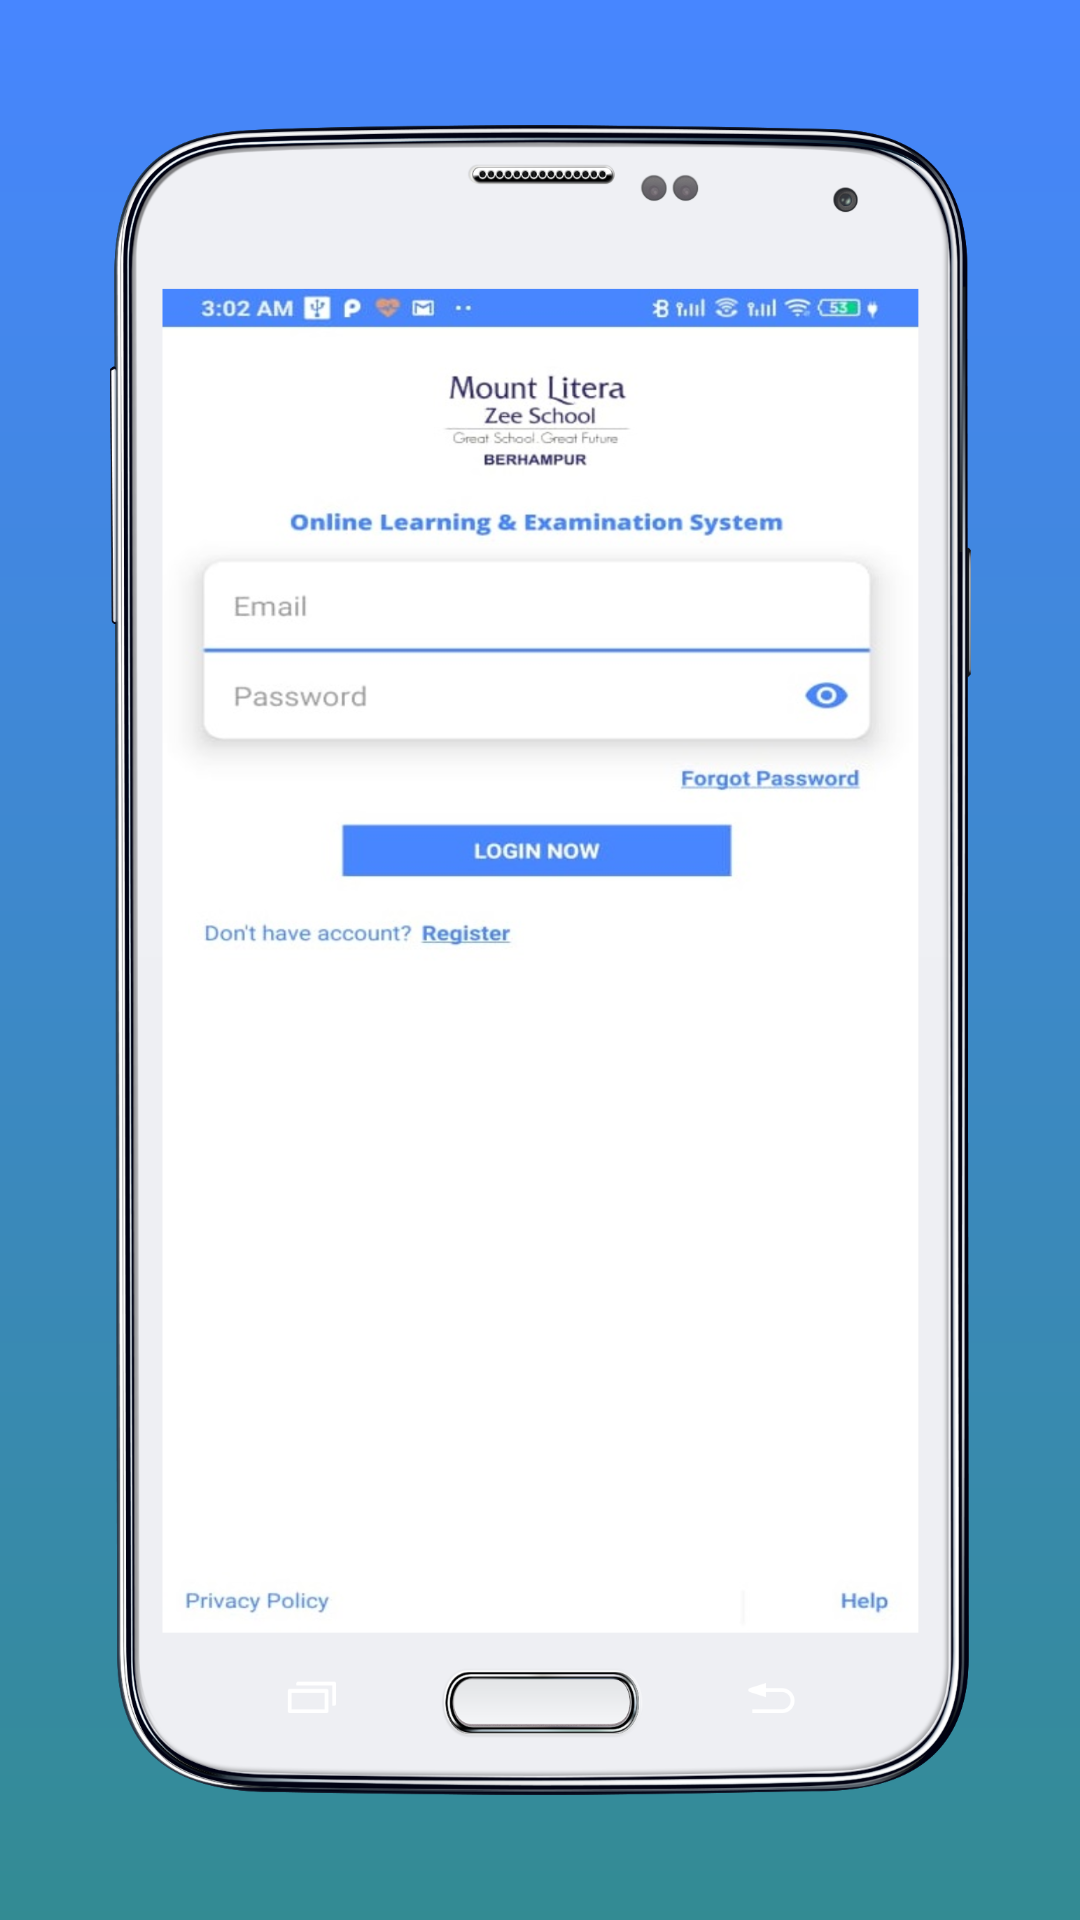 3:02 AM
53
Mount Litera
Zee School
Great School. Great Future
BERHAMPUR
Online Learning & Examination System
Email
Password
Forgot Password
LOGIN NOW
Don't have account? Register
Privacy Policy
Help